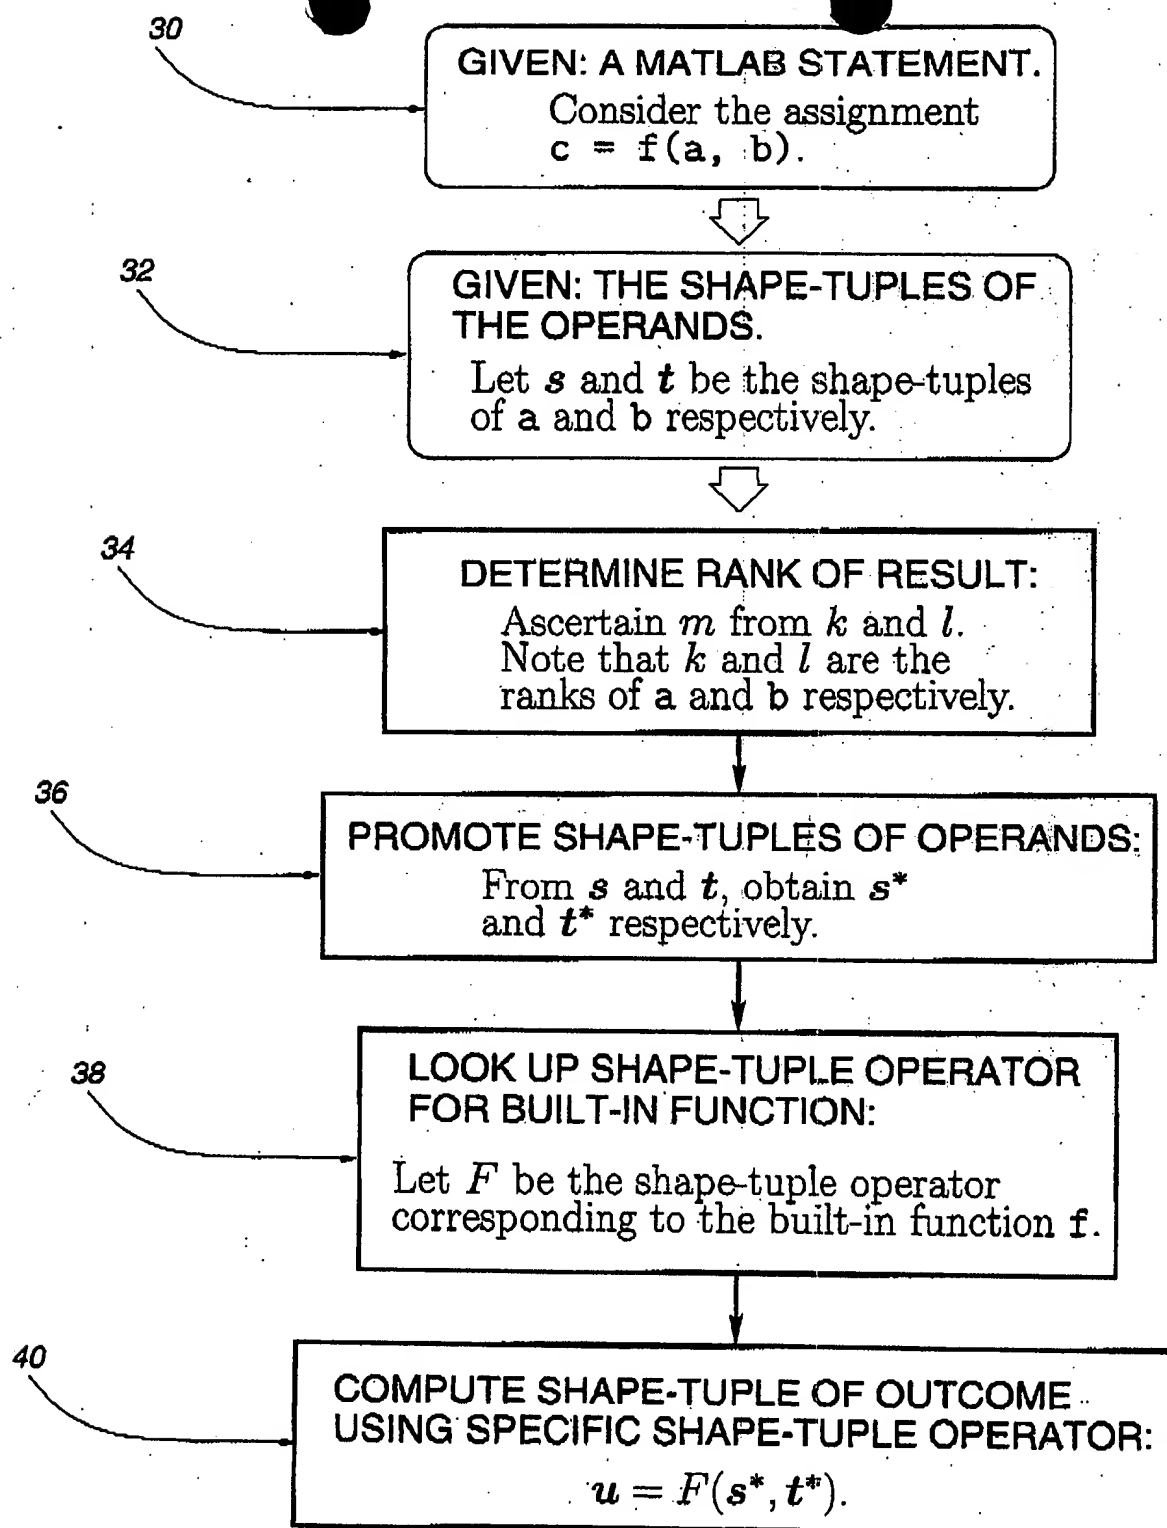 30
GIVEN: A MATLAB STATEMENT.
Consider the assignment
c = f(a, b).
32
GIVEN: THE SHAPE-TUPLES OF
THE OPERANDS.
Let s and t be the shape-tuples
of a and b respectively.
34
DETERMINE RANK OF RESULT:
Ascertain m from k and l.
Note that k and l are the
ranks of a and b respectively.
36
PROMOTE SHAPE-TUPLES OF OPERANDS:
From s and t, obtain s*
and t* respectively.
38
LOOK UP SHAPE-TUPLE OPERATOR
FOR BUILT-IN FUNCTION:
Let F be the shape-tuple operator
corresponding to the built-in function f.
40
COMPUTE SHAPE-TUPLE OF OUTCOME
USING SPECIFIC SHAPE-TUPLE OPERATOR:
u = F(s*, t*).